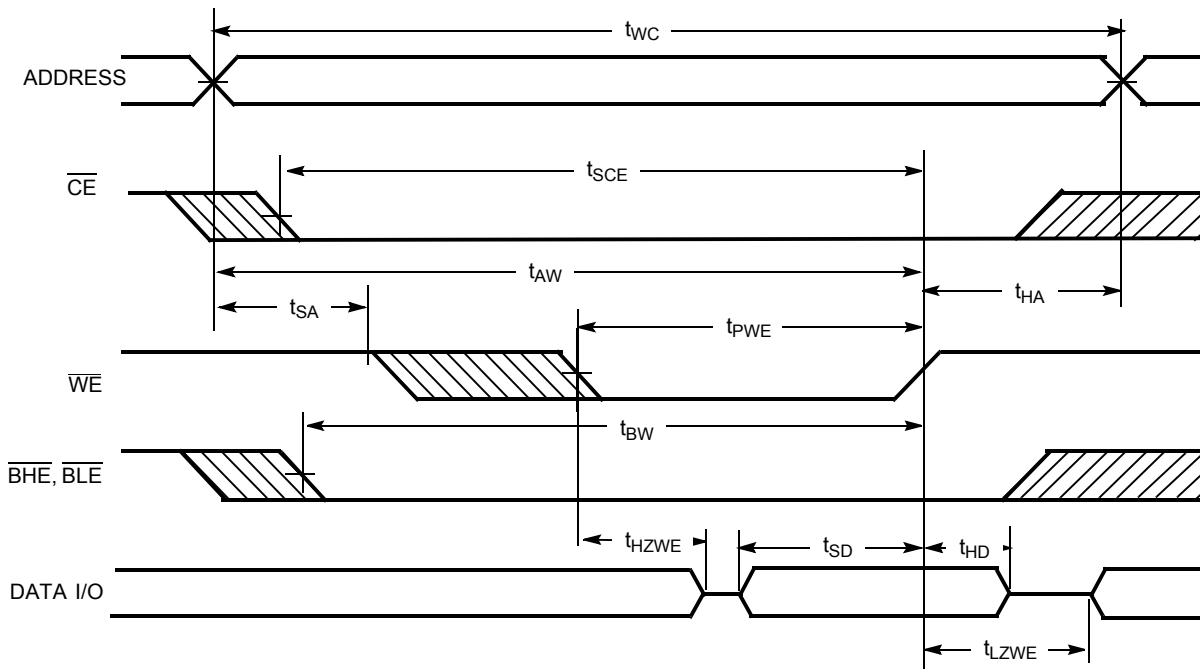 tWC
ADDRESS
tSCE
CE
tAW
tSA
tHA
tPWE
WE
tBW
BHE, BLE
tHZWE
tSD
tHD
DATA I/O
tLZWE